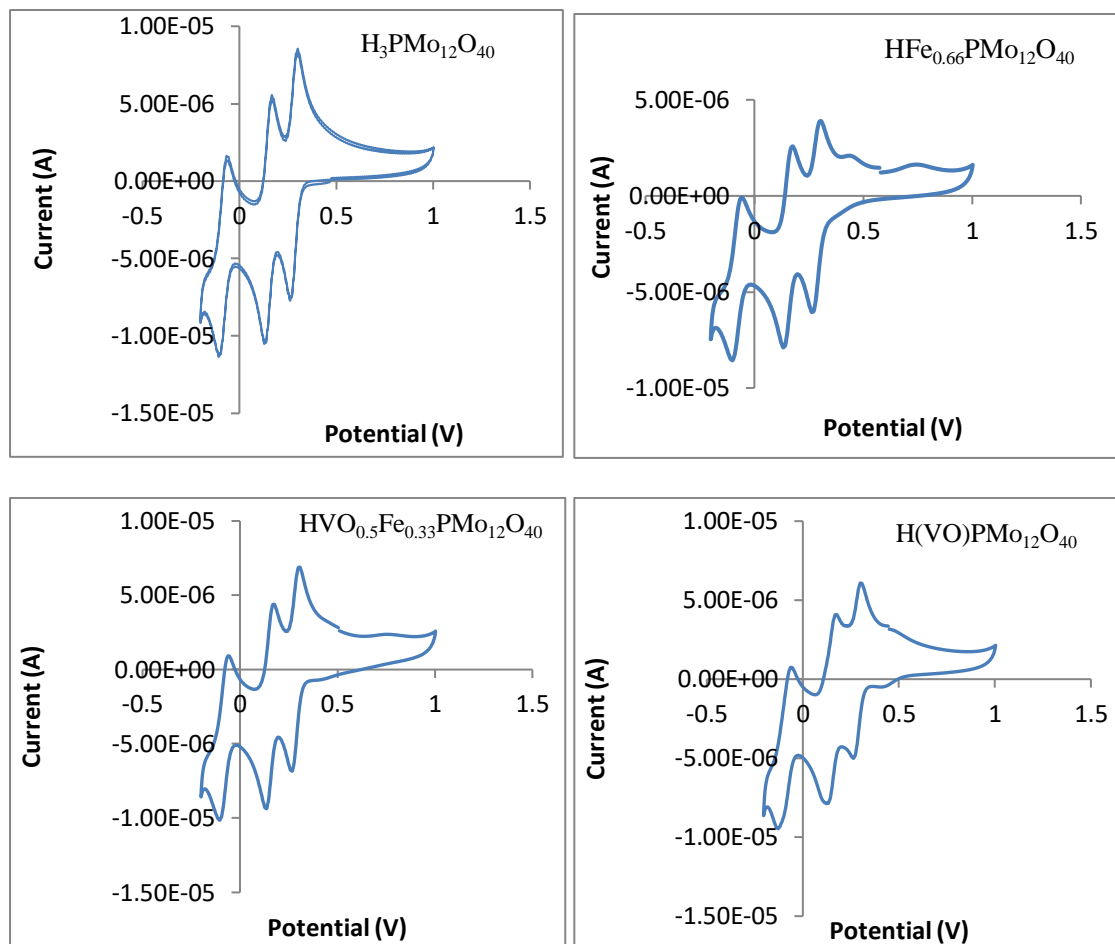 H₃PMo₁₂O₄₀
1.00E-05
5.00E-06
0.00E+00
-5.00E-06
-1.00E-05
-1.50E-05
-0.5 0 0.5 1 1.5
Current (A)
Potential (V)
HFe₀.₆₆PMo₁₂O₄₀
5.00E-06
0.00E+00
-5.00E-06
-1.00E-05
-0.5 0 0.5 1 1.5
Current (A)
Potential (V)
HVO₀.₅Fe₀.₃₃PMo₁₂O₄₀
1.00E-05
5.00E-06
0.00E+00
-5.00E-06
-1.00E-05
-1.50E-05
-0.5 0 0.5 1 1.5
Current (A)
Potential (V)
H(VO)PMo₁₂O₄₀
1.00E-05
5.00E-06
0.00E+00
-5.00E-06
-1.00E-05
-1.50E-05
-0.5 0 0.5 1 1.5
Current (A)
Potential (V)